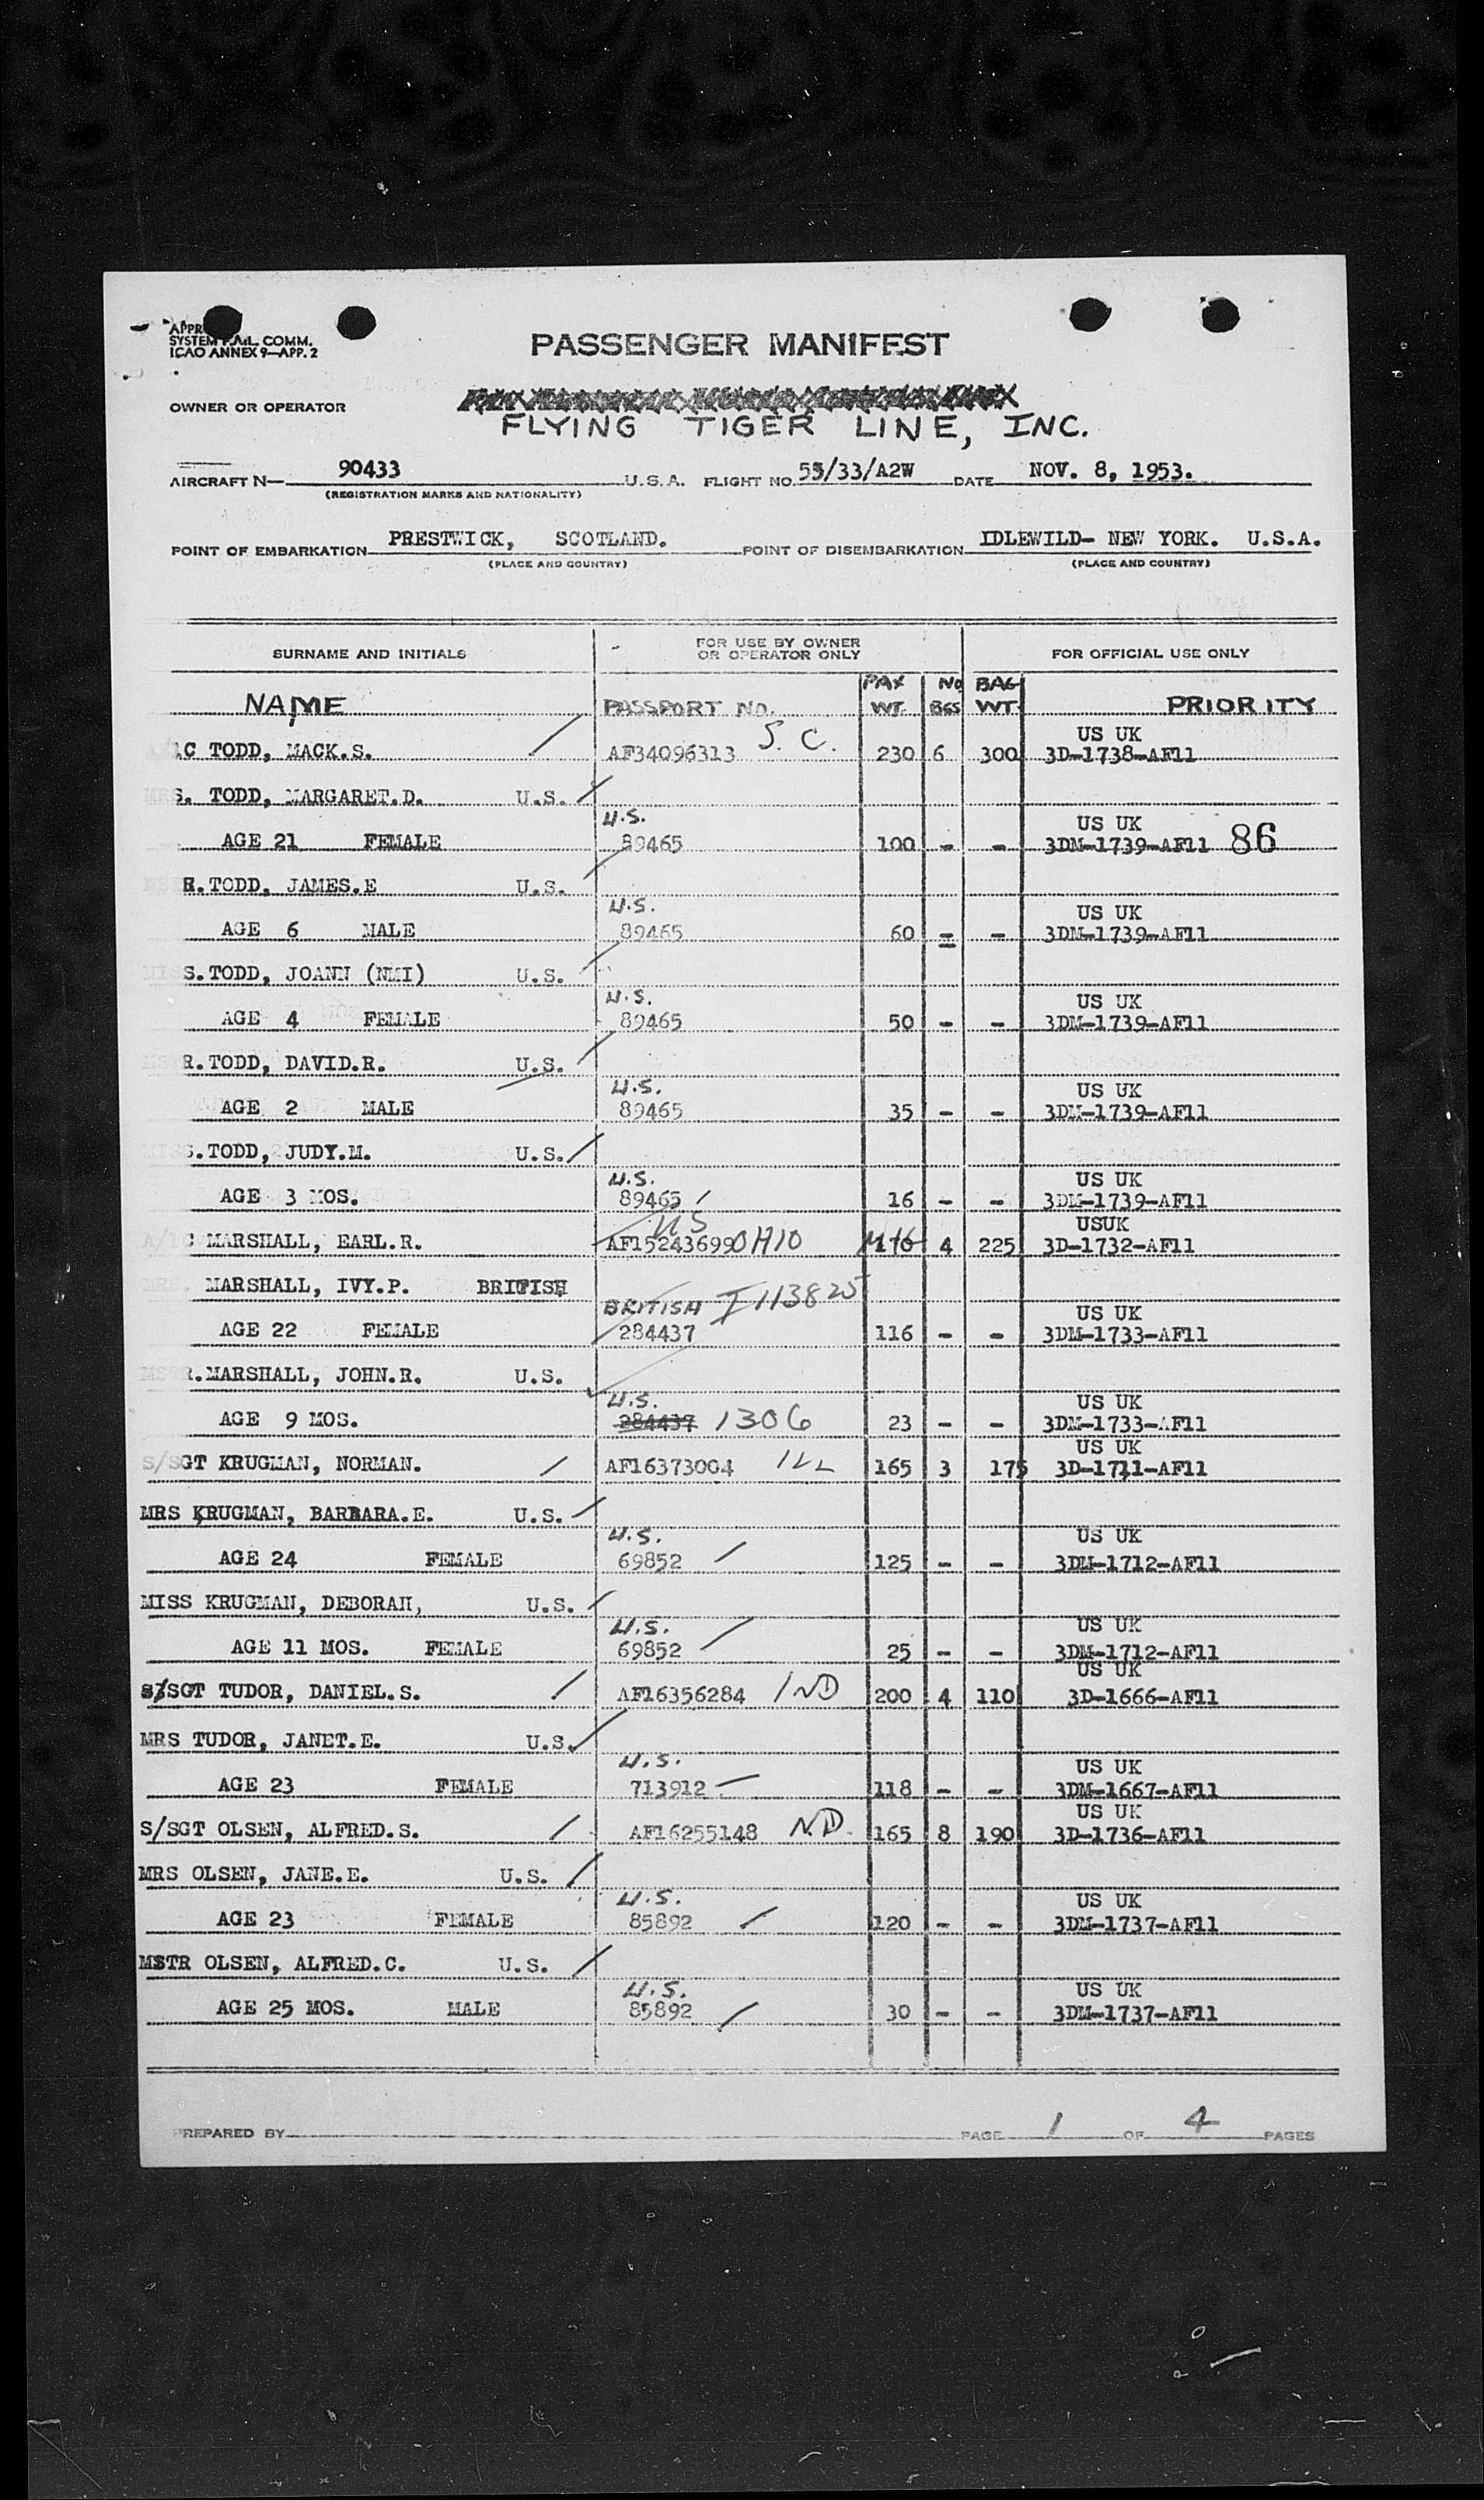 SYSTEM COMM.
ICAO ANNEX 9—APP. 2
PASSENGER MANIFEST
OWNER OR OPERATOR
FLYING TIGER LINE, INC.
AIRCRAFT N— 90433 U.S.A. FLIGHT NO. 55/33/A2W DATE NOV. 8, 1953.
(REGISTRATION MARKS AND NATIONALITY)
POINT OF EMBARKATION PRESTWICK, SCOTLAND. POINT OF DISEMBARKATION IDLEWILD- NEW YORK. U.S.A.
(PLACE AND COUNTRY) (PLACE AND COUNTRY)
SURNAME AND INITIALS FOR USE BY OWNER OR OPERATOR ONLY FOR OFFICIAL USE ONLY
NAME PASSPORT NO. PAX WT. NO BGS BAG WT. PRIORITY
US UK
1C TODD, MACK.S. AF34096313 S.C. 230 6 300 3D-1738-AF11
MRS. TODD, MARGARET.D. U.S.
U.S. US UK
AGE 21 FEMALE 89465 100 - - 3DM-1739-AF11 86
R.TODD, JAMES.E U.S.
U.S. US UK
AGE 6 MALE 89465 60 - - 3DM-1739-AF11
MISS.TODD, JOANN (NMI) U.S.
U.S. US UK
AGE 4 FEMALE 89465 50 - - 3DM-1739-AF11
MSTR.TODD, DAVID.R. U.S.
U.S. US UK
AGE 2 MALE 89465 35 - - 3DM-1739-AF11
MISS.TODD, JUDY.M. U.S.
U.S. US UK
AGE 3 MOS. 89465 16 - - 3DM-1739-AF11
US USUK
A/1C MARSHALL, EARL.R. AF15243699 OHIO 176 4 225 3D-1732-AF11
MRS. MARSHALL, IVY.P. BRITISH
BRITISH I 113825 US UK
AGE 22 FEMALE 284437 116 - - 3DM-1733-AF11
MSTR.MARSHALL, JOHN.R. U.S.
U.S. US UK
AGE 9 MOS. 284437 1306 23 - - 3DM-1733-AF11
US UK
S/SGT KRUGMAN, NORMAN. AF16373004 ILL 165 3 175 3D-1711-AF11
MRS KRUGMAN, BARBARA.E. U.S.
U.S. US UK
AGE 24 FEMALE 69852 125 - - 3DM-1712-AF11
MISS KRUGMAN, DEBORAH, U.S.
U.S. US UK
AGE 11 MOS. FEMALE 69852 25 - - 3DM-1712-AF11
US UK
S/SGT TUDOR, DANIEL.S. AF16356284 IND 200 4 110 3D-1666-AF11
MRS TUDOR, JANET.E. U.S.
U.S. US UK
AGE 23 FEMALE 713912 118 - - 3DM-1667-AF11
US UK
S/SGT OLSEN, ALFRED.S. AF16255148 N.D. 165 8 190 3D-1736-AF11
MRS OLSEN, JANE.E. U.S.
U.S. US UK
AGE 23 FEMALE 85892 120 - - 3DM-1737-AF11
MSTR OLSEN, ALFRED.C. U.S.
U.S. US UK
AGE 25 MOS. MALE 85892 30 - - 3DM-1737-AF11
PREPARED BY PAGE 1 OF 4 PAGES